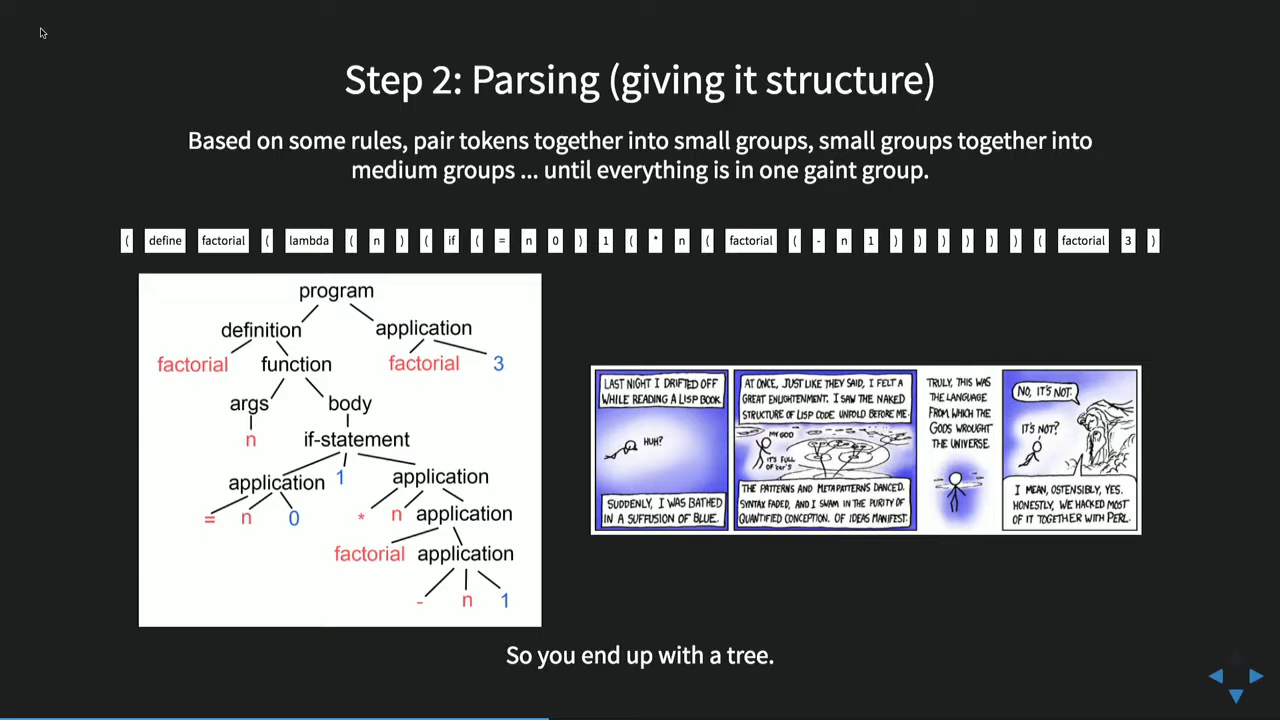 Step 2: Parsing (giving it structure)
Based on some rules, pair tokens together into small groups, small groups together into
medium groups ... until everything is in one gaint group.
( define factorial ( lambda ( n ) ( if ( = n 0 ) 1 ( * n ( factorial ( - n 1 ) ) ) ) ) ) ( factorial 3 )
program
definition application
factorial function factorial 3
args body
n if-statement
application 1 application
= n 0 * n application
factorial application
- n 1
LAST NIGHT I DRIFTED OFF
WHILE READING A LISP BOOK.
HUH?
SUDDENLY, I WAS BATHED
IN A SUFFUSION OF BLUE.
AT ONCE, JUST LIKE THEY SAID, I FELT A
GREAT ENLIGHTENMENT. I SAW THE NAKED
STRUCTURE OF LISP CODE UNFOLD BEFORE ME.
MY GOD
IT'S FULL
OF CAR'S
THE PATTERNS AND METAPATTERNS DANCED.
SYNTAX FADED, AND I SWAM IN THE PURITY OF
QUANTIFIED CONCEPTION. OF IDEAS MANIFEST.
TRULY, THIS WAS
THE LANGUAGE
FROM WHICH THE
GODS WROUGHT
THE UNIVERSE.
NO, IT'S NOT.
IT'S NOT?
I MEAN, OSTENSIBLY, YES.
HONESTLY, WE HACKED MOST
OF IT TOGETHER WITH PERL.
So you end up with a tree.